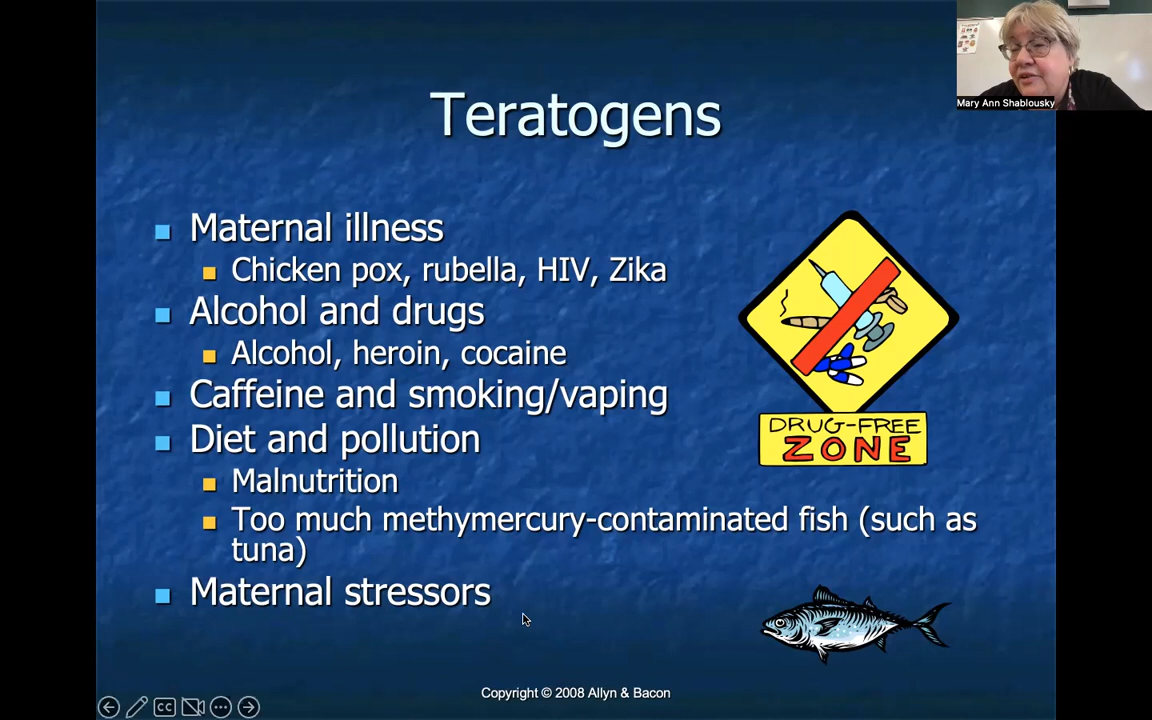 Mary Ann Shablousky
Teratogens
Maternal illness
Chicken pox, rubella, HIV, Zika
Alcohol and drugs
Alcohol, heroin, cocaine
Caffeine and smoking/vaping
Diet and pollution
Malnutrition
Too much methymercury-contaminated fish (such as
tuna)
Maternal stressors
DRUG-FREE
ZONE
Copyright © 2008 Allyn & Bacon
CC